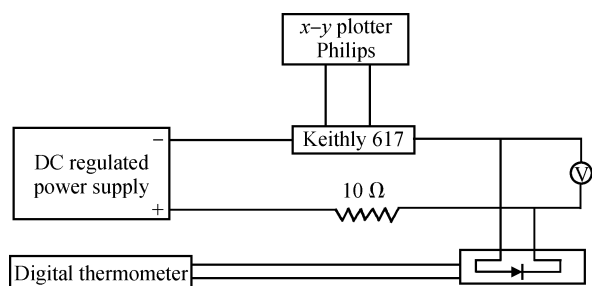 x–y plotter
Philips
Keithly 617
DC regulated
power supply
−
+
10 Ω
V
Digital thermometer